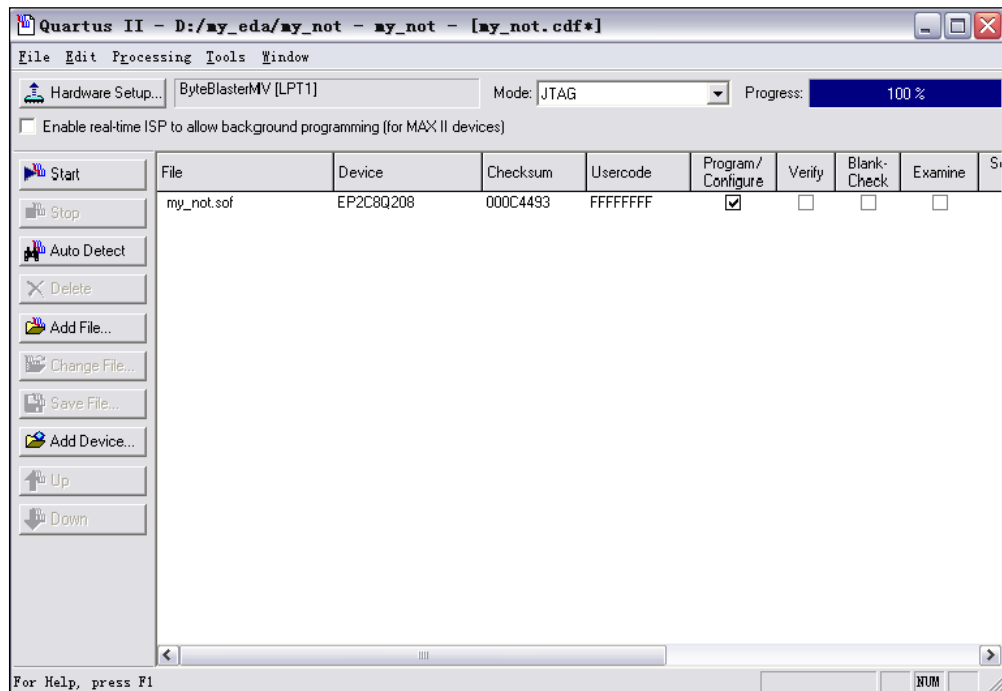 Quartus II - D:/my_eda/my_not - my_not - [my_not.cdf*]
File Edit Processing Tools Window
Hardware Setup... ByteBlasterMV [LPT1] Mode: JTAG Progress: 100 %
Enable real-time ISP to allow background programming (for MAX II devices)
Start
Stop
Auto Detect
Delete
Add File...
Change File...
Save File...
Add Device...
Up
Down
File Device Checksum Usercode Program/ Configure Verify Blank- Check Examine
my_not.sof EP2C8Q208 000C4493 FFFFFFFF
For Help, press F1 NUM